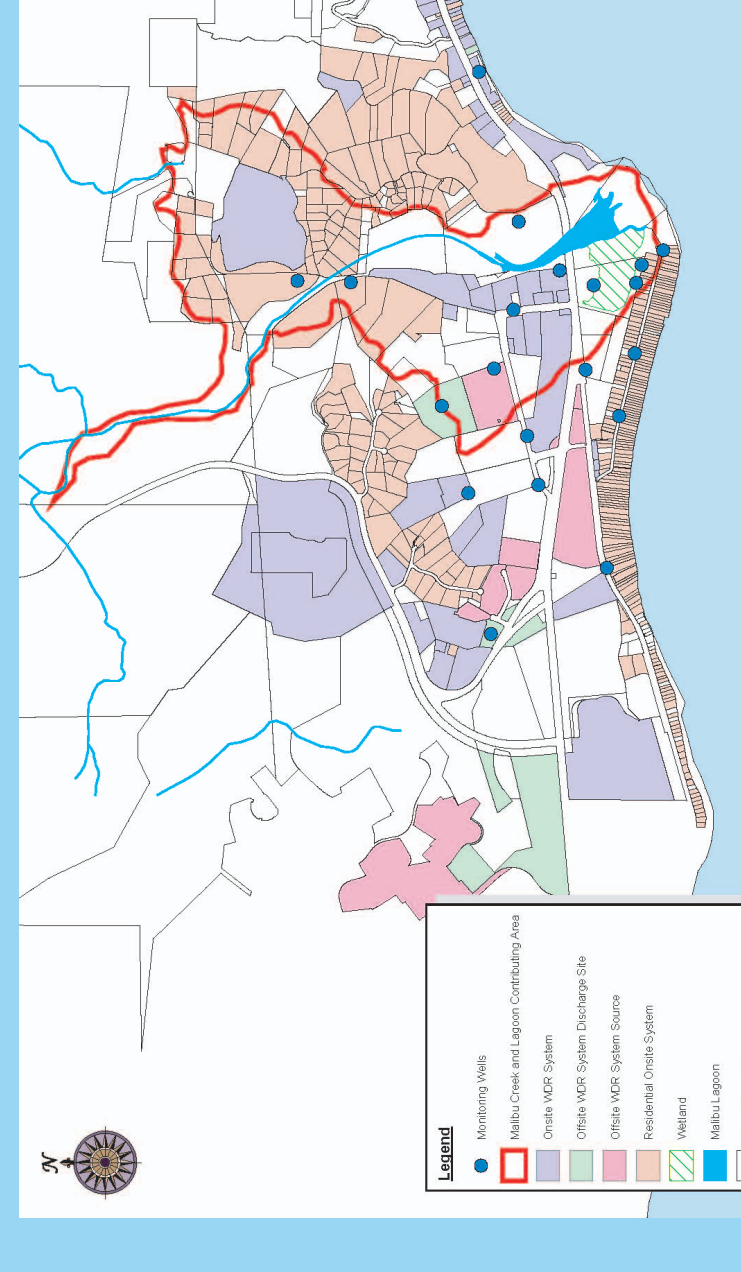 N
Legend
Monitoring Wells
Malibu Creek and Lagoon Contributing Area
Onsite WDR System
Offsite WDR System Discharge Site
Offsite WDR System Source
Residential Onsite System
Wetland
Malibu Lagoon